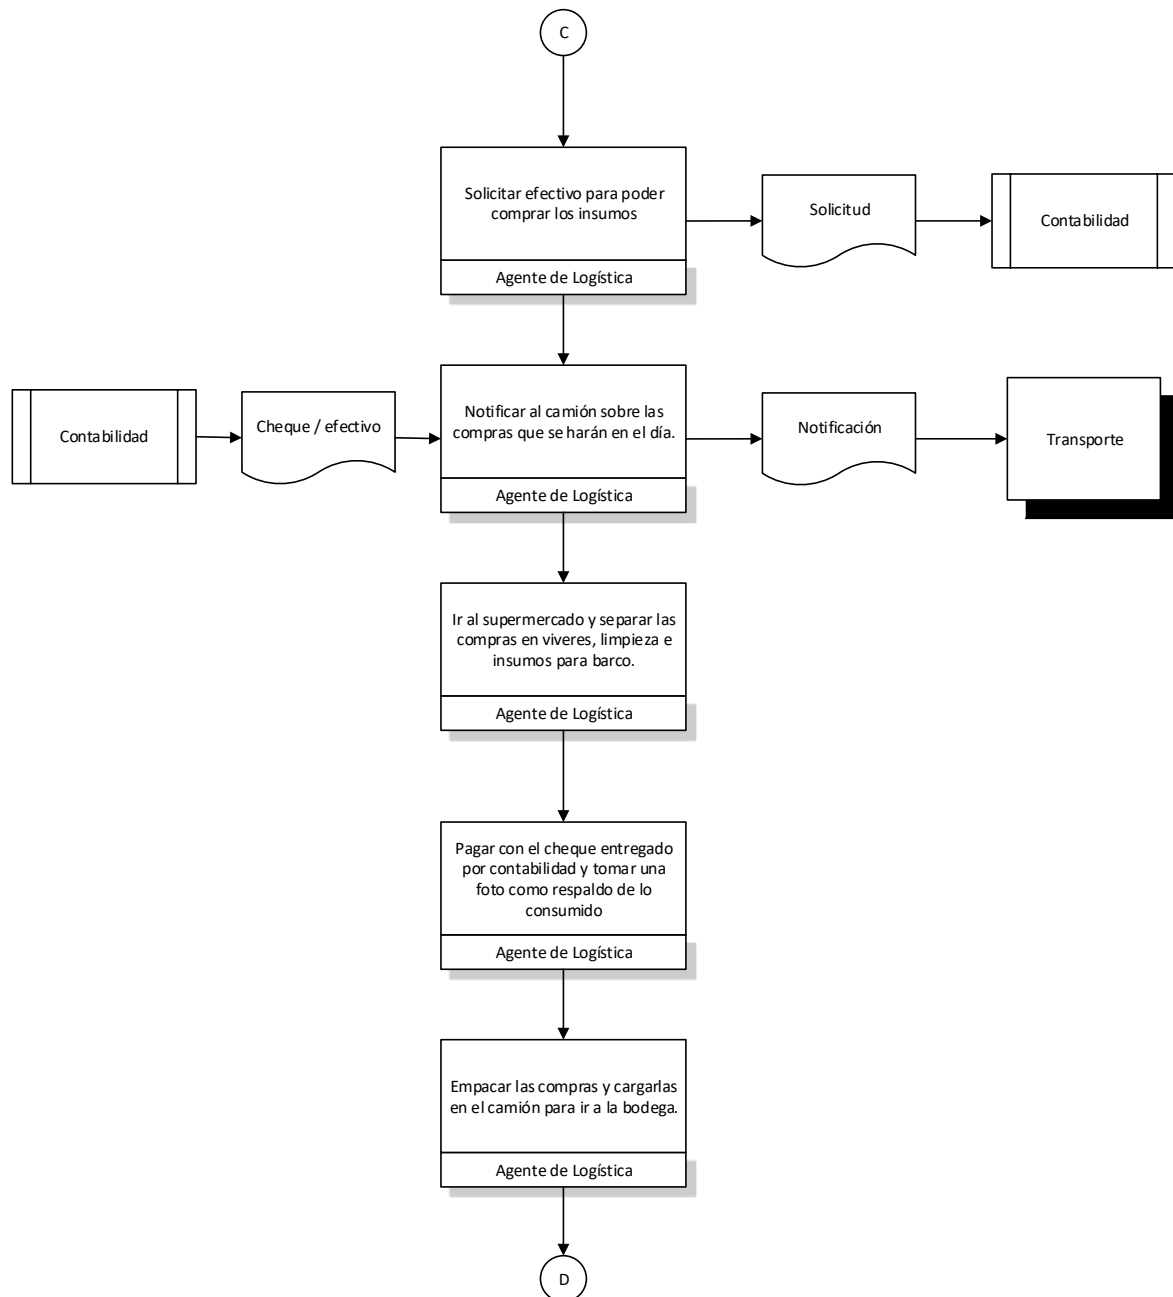 C
Solicitar efectivo para poder
comprar los insumos
Agente de Logística
Solicitud
Contabilidad
Contabilidad
Cheque / efectivo
Notificar al camión sobre las
compras que se harán en el día.
Agente de Logística
Notificación
Transporte
Ir al supermercado y separar las
compras en viveres, limpieza e
insumos para barco.
Agente de Logística
Pagar con el cheque entregado
por contabilidad y tomar una
foto como respaldo de lo
consumido
Agente de Logística
Empacar las compras y cargarlas
en el camión para ir a la bodega.
Agente de Logística
D